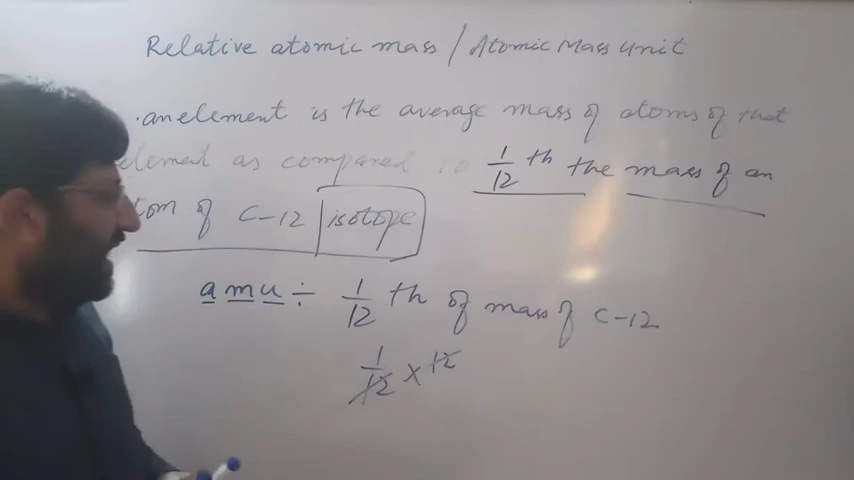 Relative atomic mass / Atomic Mass Unit
an element is the average mass of atoms of that
element as compared to 1/12 th the mass of an
tom of C-12 isotope
amu ÷ 1/12 th of mass of C-12
1/12 × 12